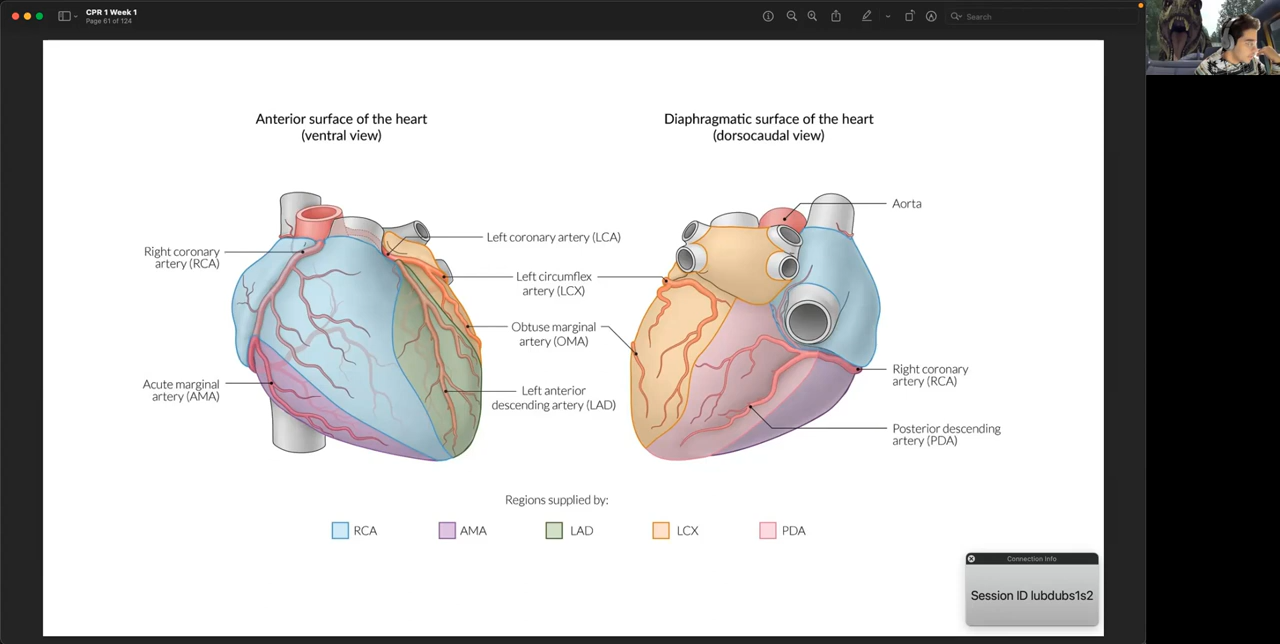 CPR 1 Week 1
Page 61 of 124
Search
Anterior surface of the heart
(ventral view)
Diaphragmatic surface of the heart
(dorsocaudal view)
Right coronary
artery (RCA)
Acute marginal
artery (AMA)
Left coronary artery (LCA)
Left circumflex
artery (LCX)
Obtuse marginal
artery (OMA)
Left anterior
descending artery (LAD)
Aorta
Right coronary
artery (RCA)
Posterior descending
artery (PDA)
Regions supplied by:
RCA
AMA
LAD
LCX
PDA
Connection Info
Session ID lubdubs1s2